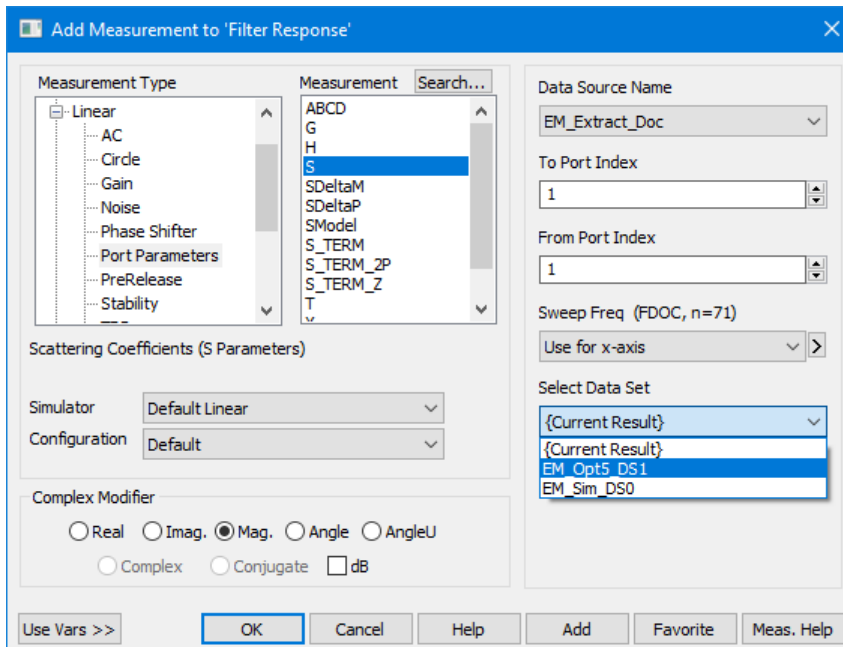 Add Measurement to 'Filter Response'
Measurement Type
Linear
AC
Circle
Gain
Noise
Phase Shifter
Port Parameters
PreRelease
Stability
Measurement
Search...
ABCD
G
H
S
SDeltaM
SDeltaP
SModel
S_TERM
S_TERM_2P
S_TERM_Z
T
Scattering Coefficients (S Parameters)
Simulator
Default Linear
Configuration
Default
Complex Modifier
Real
Imag.
Mag.
Angle
AngleU
Complex
Conjugate
dB
Data Source Name
EM_Extract_Doc
To Port Index
1
From Port Index
1
Sweep Freq (FDOC, n=71)
Use for x-axis
>
Select Data Set
{Current Result}
{Current Result}
EM_Opt5_DS1
EM_Sim_DS0
Use Vars >>
OK
Cancel
Help
Add
Favorite
Meas. Help